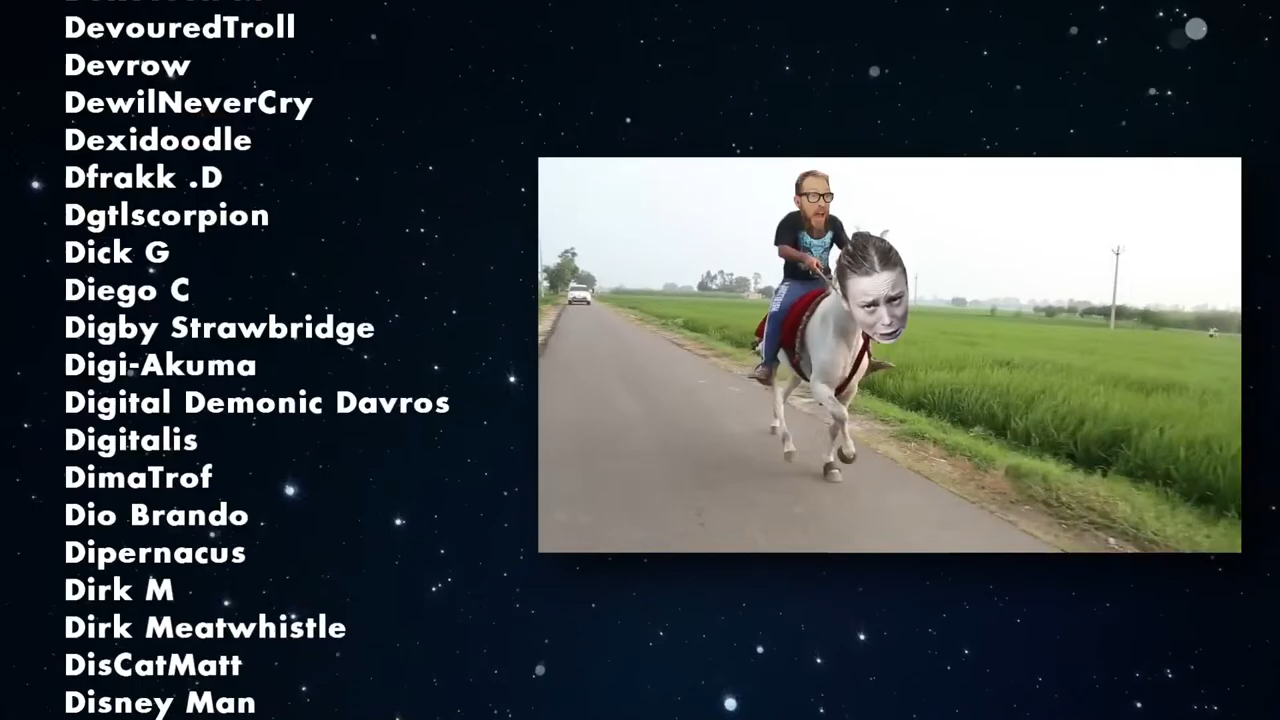 DevouredTroll
Devrow
DewilNeverCry
Dexidoodle
Dfrakk .D
Dgtlscorpion
Dick G
Diego C
Digby Strawbridge
Digi-Akuma
Digital Demonic Davros
Digitalis
DimaTrof
Dio Brando
Dipernacus
Dirk M
Dirk Meatwhistle
DisCatMatt
Disney Man